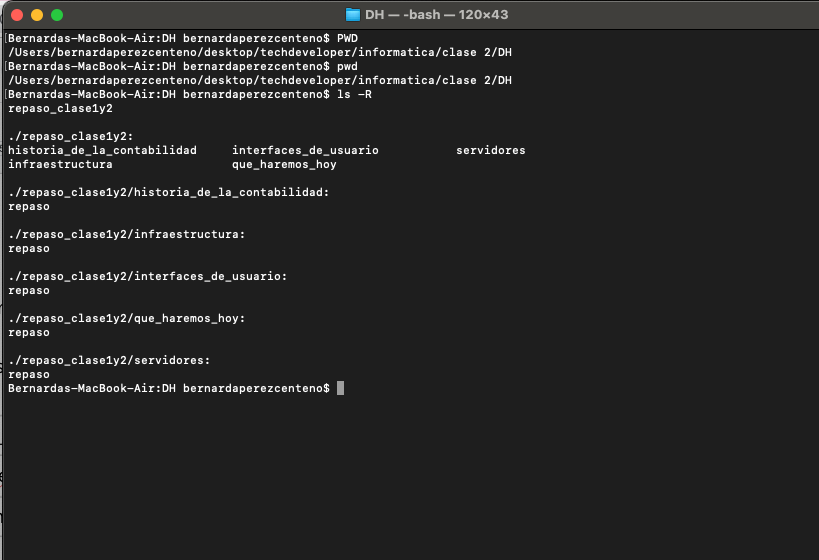 DH — -bash — 120×43
[Bernardas-MacBook-Air:DH bernardaperezcenteno$ PWD
/Users/bernardaperezcenteno/desktop/techdeveloper/informatica/clase 2/DH
[Bernardas-MacBook-Air:DH bernardaperezcenteno$ pwd
/Users/bernardaperezcenteno/desktop/techdeveloper/informatica/clase 2/DH
[Bernardas-MacBook-Air:DH bernardaperezcenteno$ ls -R
repaso_clase1y2

./repaso_clase1y2:
historia_de_la_contabilidad     interfaces_de_usuario           servidores
infraestructura                 que_haremos_hoy

./repaso_clase1y2/historia_de_la_contabilidad:
repaso

./repaso_clase1y2/infraestructura:
repaso

./repaso_clase1y2/interfaces_de_usuario:
repaso

./repaso_clase1y2/que_haremos_hoy:
repaso

./repaso_clase1y2/servidores:
repaso
Bernardas-MacBook-Air:DH bernardaperezcenteno$